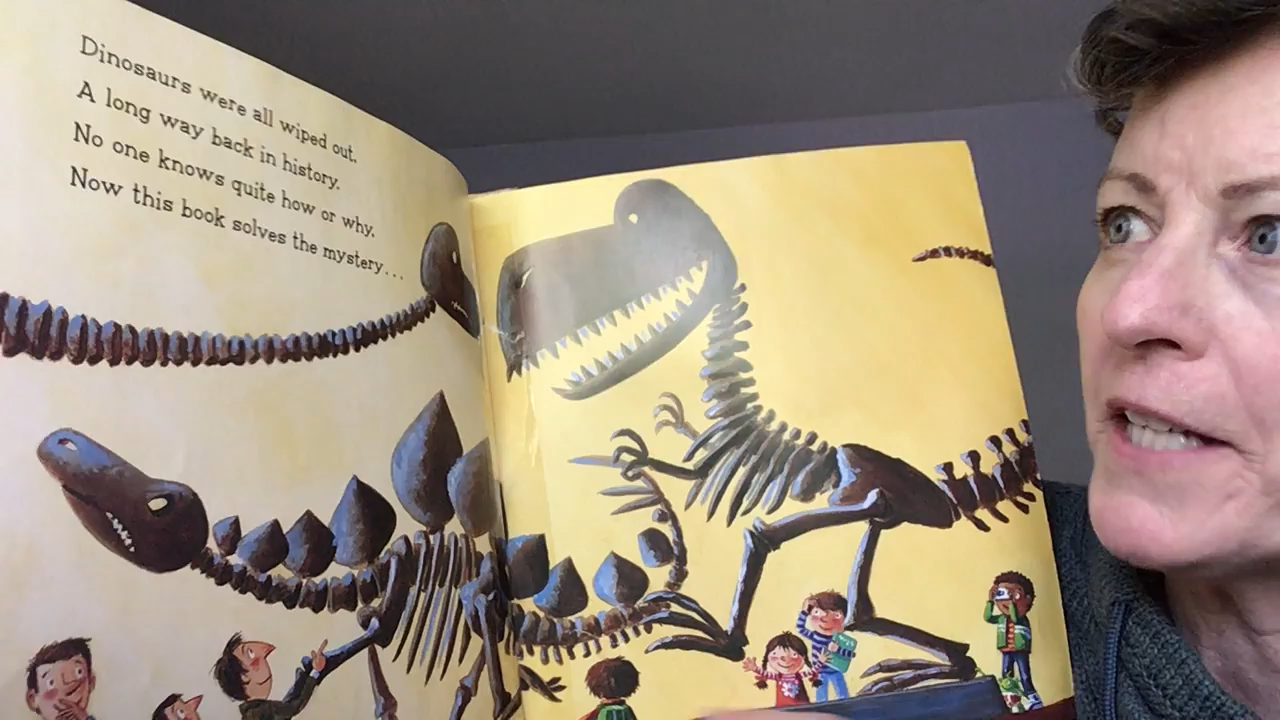 Dinosaurs were all wiped out.
A long way back in history.
No one knows quite how or why.
Now this book solves the mystery...